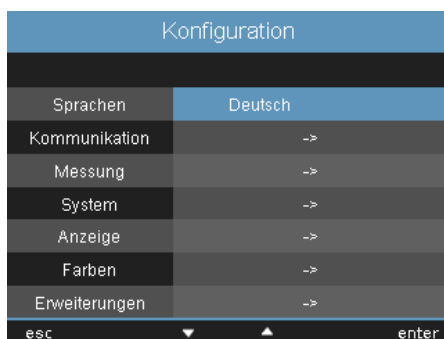 Konfiguration
Sprachen Deutsch
Kommunikation ->
Messung ->
System ->
Anzeige ->
Farben ->
Erweiterungen ->
esc ▼ ▲ enter